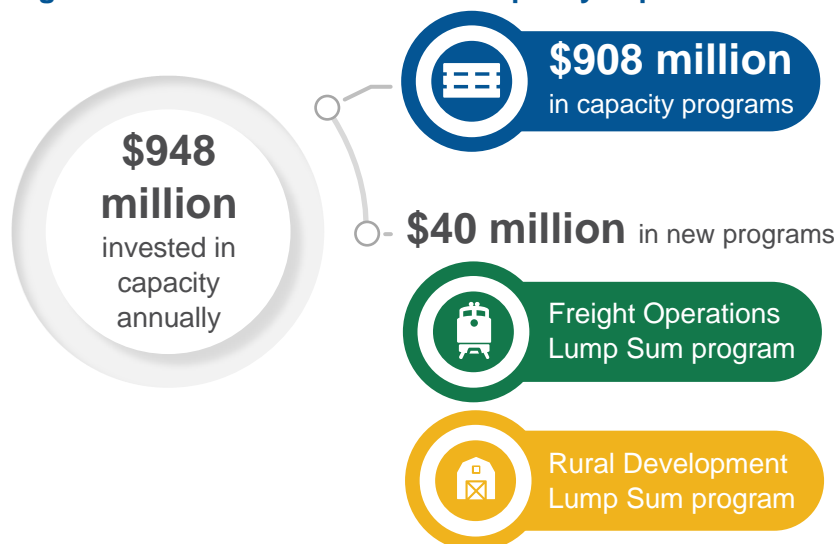 $948
million
invested in
capacity
annually
$908 million
in capacity programs
$40 million in new programs
Freight Operations
Lump Sum program
Rural Development
Lump Sum program